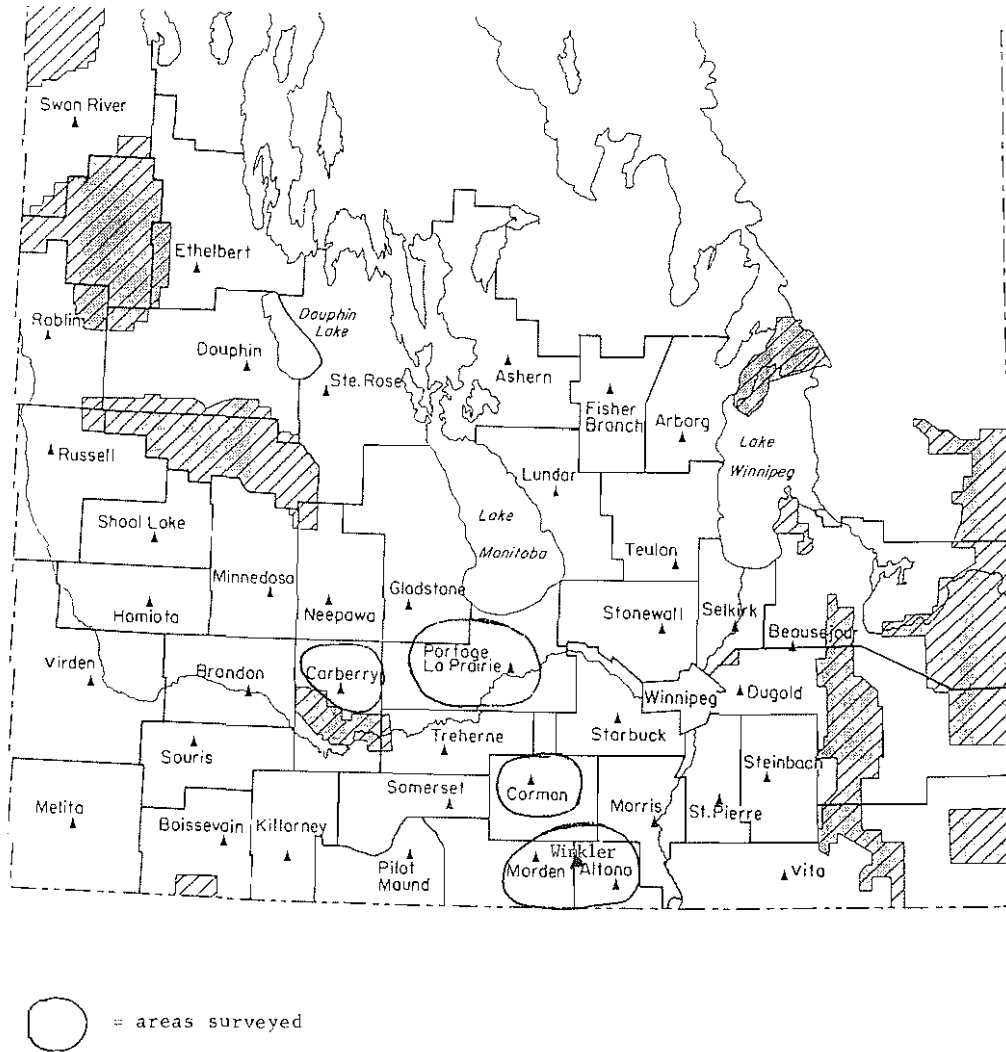 Swan River
Ethelbert
Roblin
Dauphin
Lake
Dauphin
Ste. Rose
Ashern
Fisher
Branch
Arborg
Lake
Winnipeg
Russell
Lundar
Shoal Lake
Lake
Manitoba
Teulon
Minnedosa
Gladstone
Neepawa
Hamiota
Stonewall
Selkirk
Beausejour
Portage
La Prairie
Virden
Brandon
Carberry
Winnipeg
Dugald
Treherne
Starbuck
Souris
Steinbach
Somerset
Carman
Melita
Morris
St. Pierre
Boissevain
Killarney
Winkler
Pilot
Mound
Morden
Altona
Vita
= areas surveyed